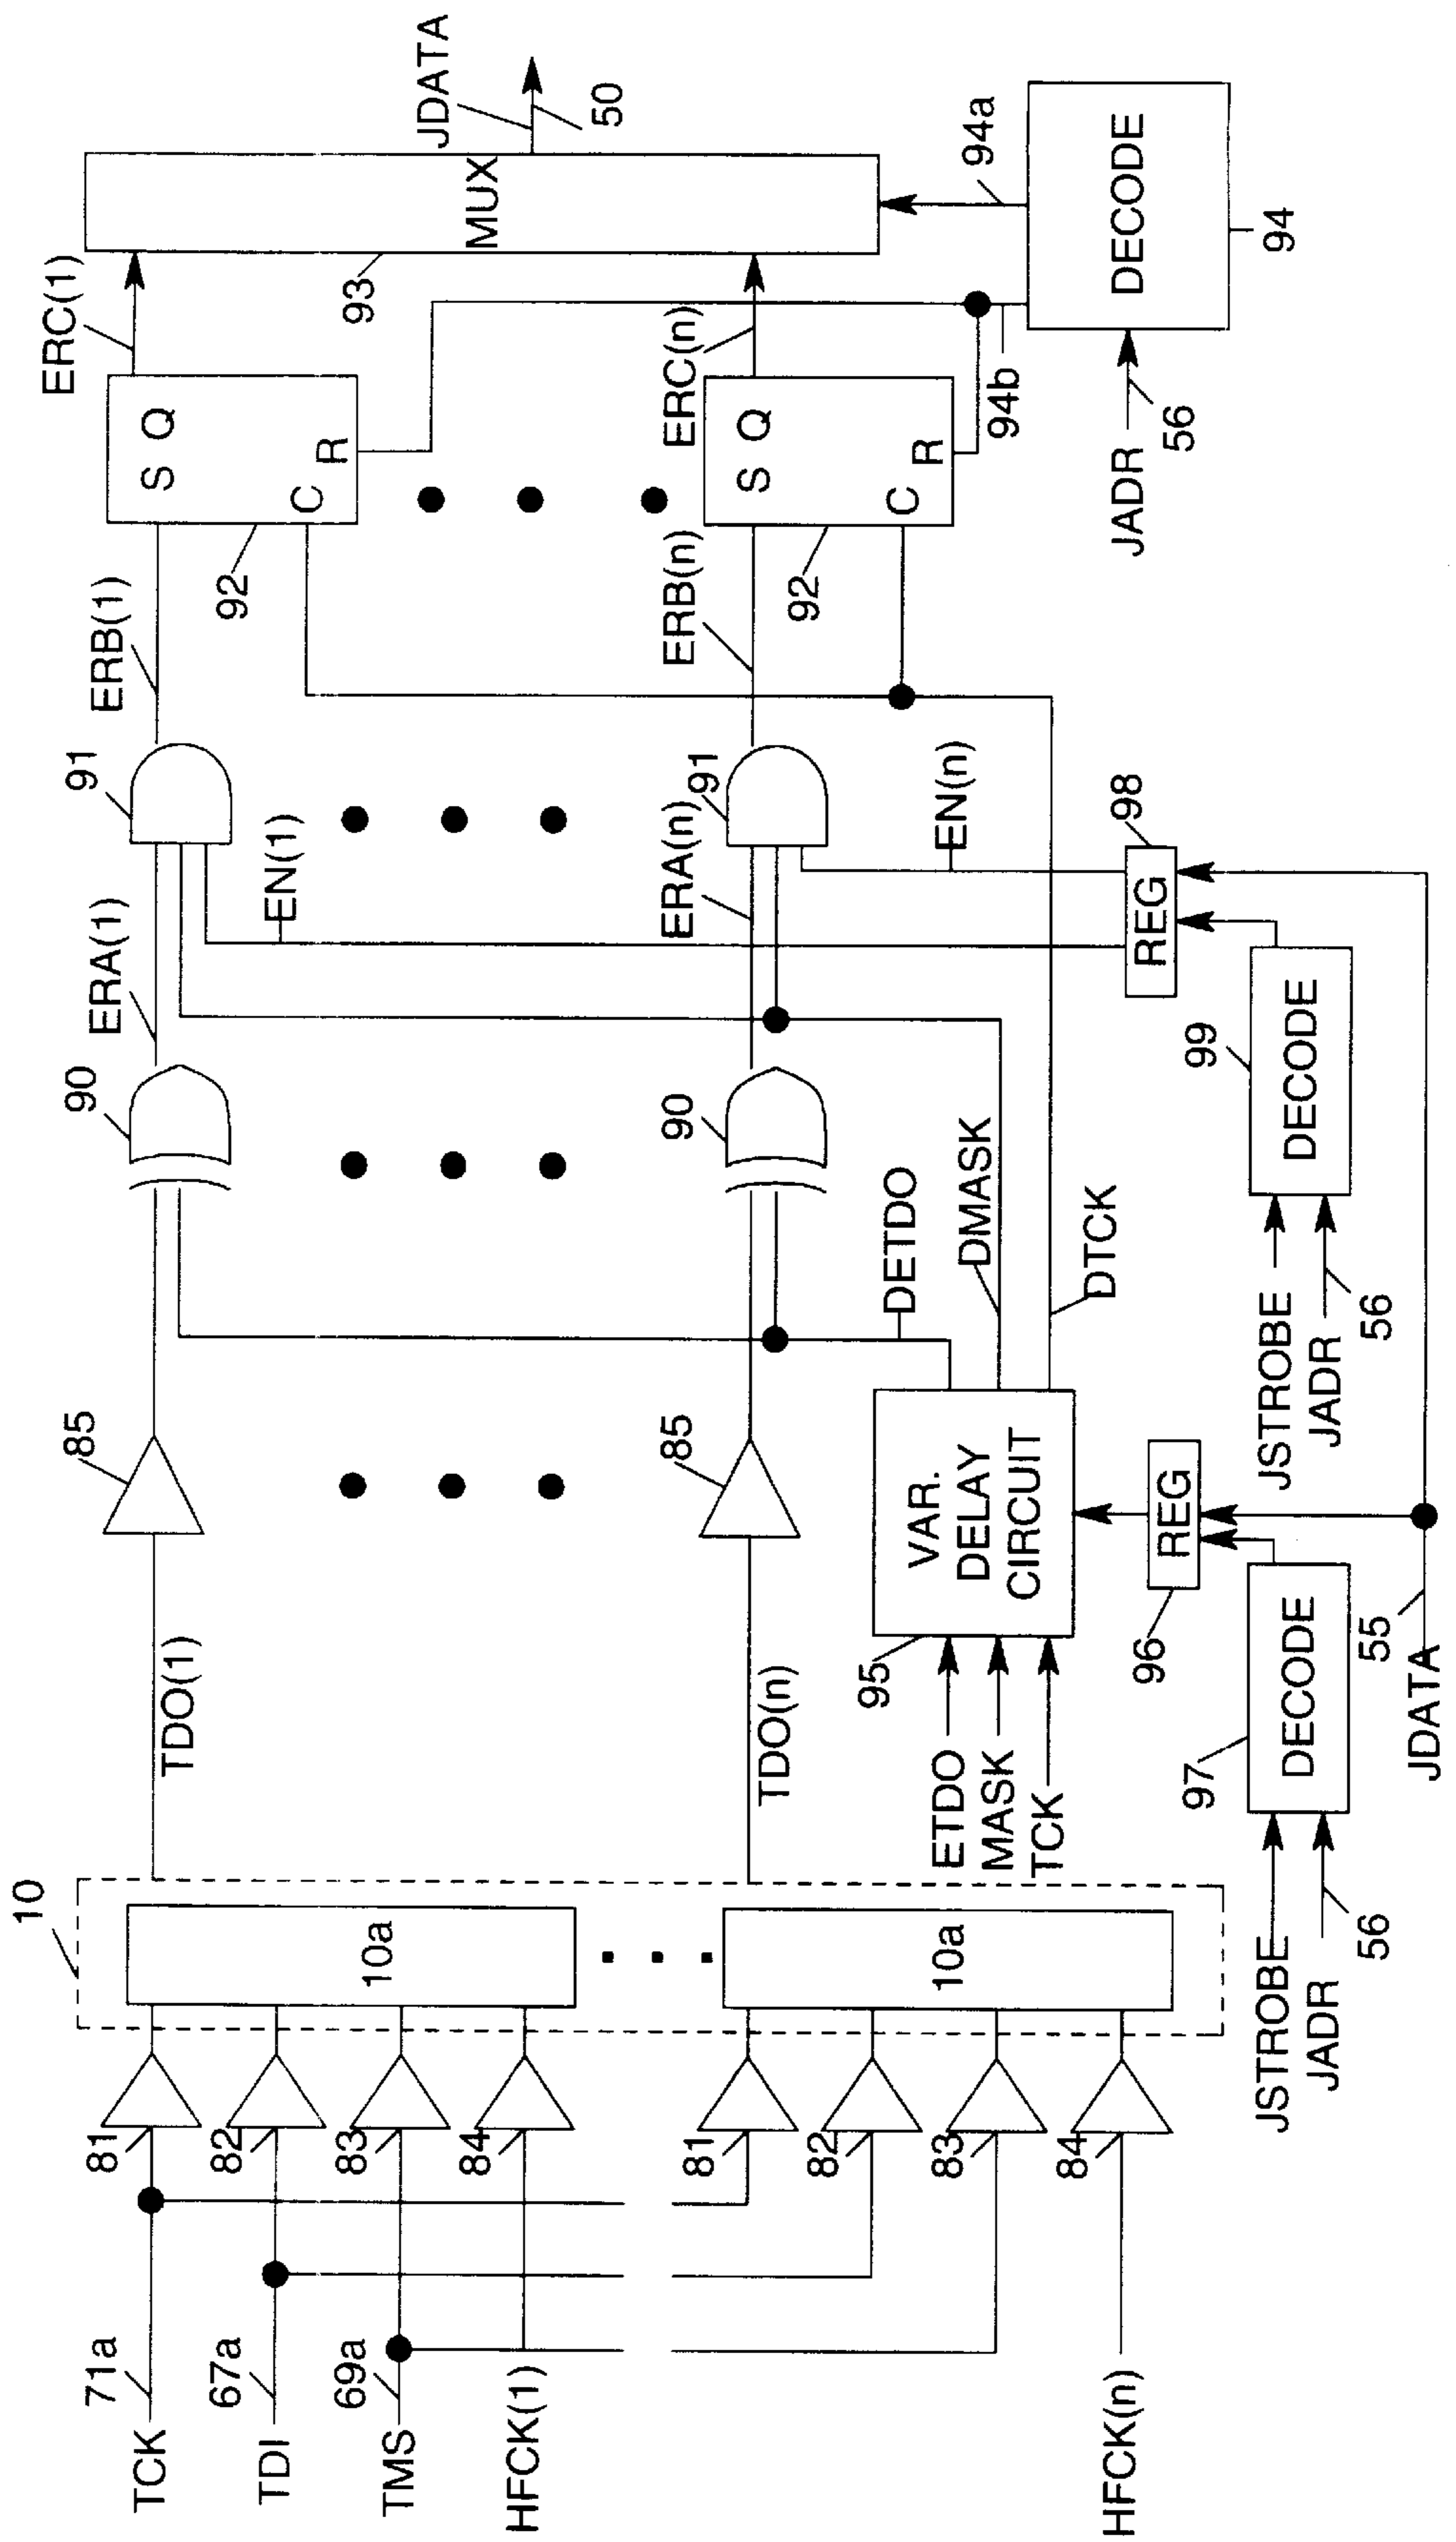 TCK
71a
TDI
67a
TMS
69a
HFCK(1)
HFCK(n)
81
82
83
84
81
82
83
84
10
10a
10a
TDO(1)
TDO(n)
85
85
ETDO
MASK
TCK
95
VAR.
DELAY
CIRCUIT
DETDO
DMASK
DTCK
JSTROBE
JADR
56
97
DECODE
96
REG
JDATA
55
JSTROBE
JADR
56
99
DECODE
98
REG
90
90
ERA(1)
ERA(n)
EN(1)
EN(n)
91
91
ERB(1)
ERB(n)
92
S Q
C
R
92
S Q
C
R
ERC(1)
ERC(n)
93
MUX
JDATA
50
94a
94b
JADR
56
DECODE
94